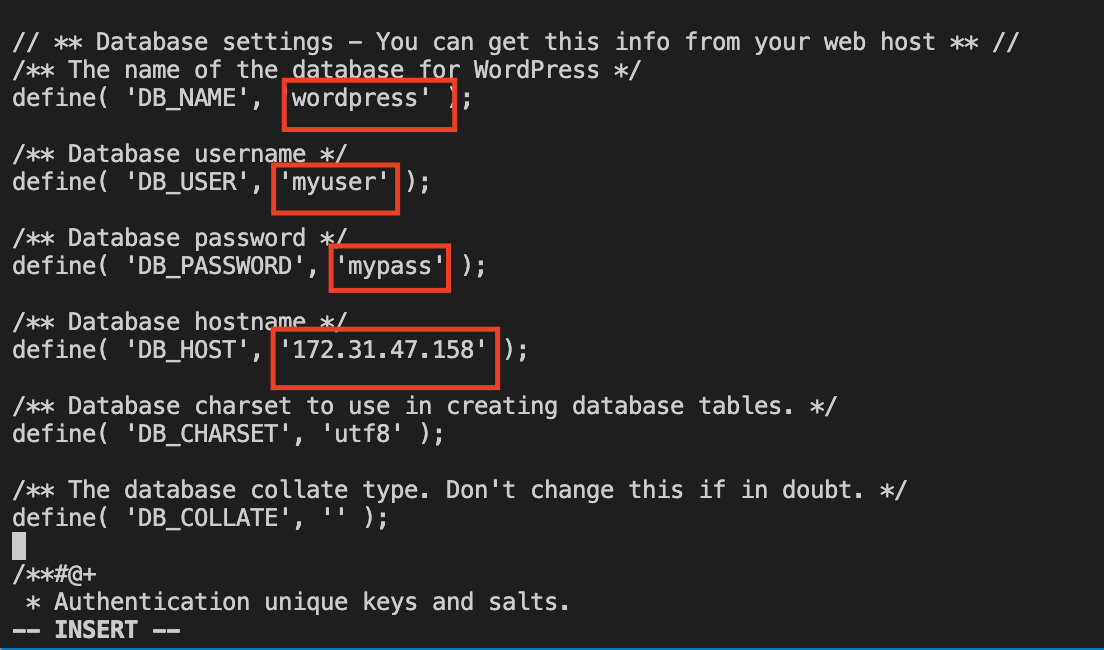 // ** Database settings - You can get this info from your web host ** //
/** The name of the database for WordPress */
define( 'DB_NAME', 'wordpress' );
/** Database username */
define( 'DB_USER', 'myuser' );
/** Database password */
define( 'DB_PASSWORD', 'mypass' );
/** Database hostname */
define( 'DB_HOST', '172.31.47.158' );
/** Database charset to use in creating database tables. */
define( 'DB_CHARSET', 'utf8' );
/** The database collate type. Don't change this if in doubt. */
define( 'DB_COLLATE', '' );
/**#@+
 * Authentication unique keys and salts.
-- INSERT --